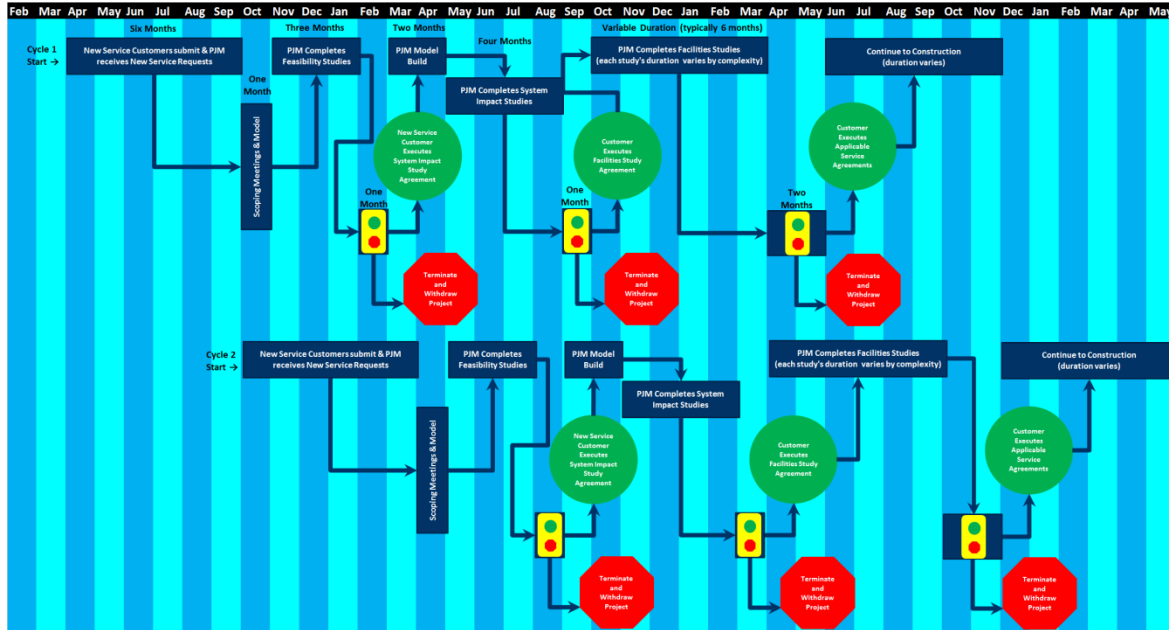 Feb Mar Apr May Jun Jul Aug Sep Oct Nov Dec Jan Feb Mar Apr May Jun Jul Aug Sep Oct Nov Dec Jan Feb Mar Apr May Jun Jul Aug Sep Oct Nov Dec Jan Feb Mar Apr May
Six Months
Three Months
Two Months
Variable Duration (typically 6 months)
Cycle 1
Start →
New Service Customers submit & PJM
receives New Service Requests
One
Month
Scoping Meetings & Model
PJM Completes
Feasibility Studies
PJM Model
Build
Four Months
PJM Completes System
Impact Studies
PJM Completes Facilities Studies
(each study's duration varies by complexity)
Continue to Construction
(duration varies)
New Service
Customer
Executes
System Impact
Study
Agreement
Customer
Executes
Facilities Study
Agreement
Customer
Executes
Applicable
Service
Agreements
One
Month
One
Month
Two
Months
Terminate
and
Withdraw
Project
Terminate
and
Withdraw
Project
Terminate
and
Withdraw
Project
Cycle 2
Start →
New Service Customers submit & PJM
receives New Service Requests
Scoping Meetings & Model
PJM Completes
Feasibility Studies
PJM Model
Build
PJM Completes System
Impact Studies
PJM Completes Facilities Studies
(each study's duration varies by complexity)
Continue to Construction
(duration varies)
New Service
Customer
Executes
System Impact
Study
Agreement
Customer
Executes
Facilities Study
Agreement
Customer
Executes
Applicable
Service
Agreements
Terminate
and
Withdraw
Project
Terminate
and
Withdraw
Project
Terminate
and
Withdraw
Project